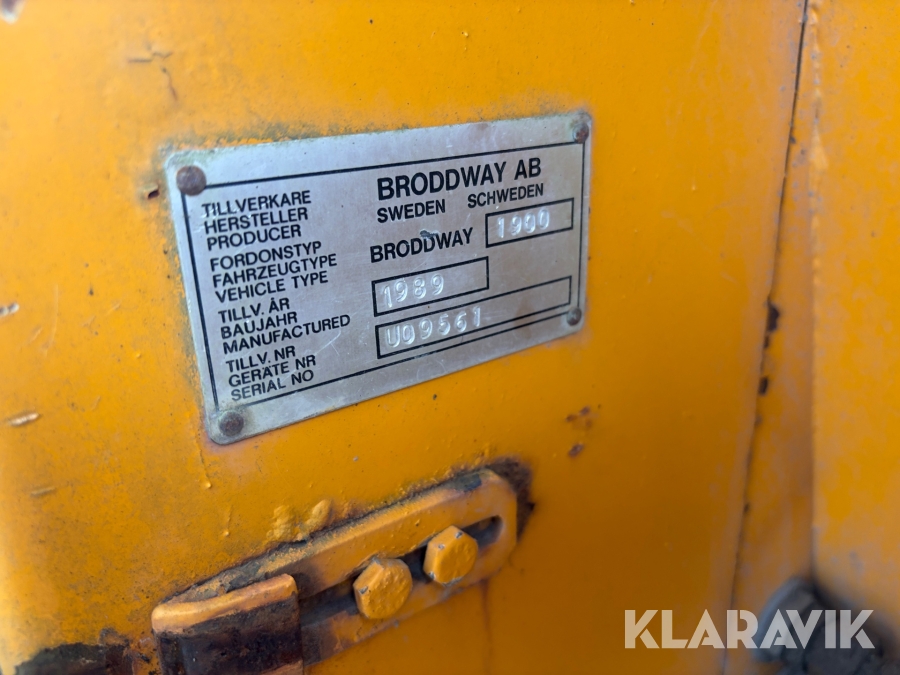 TILLVERKARE
HERSTELLER
PRODUCER
BRODDWAY AB
SWEDEN SCHWEDEN
FORDONSTYP
FAHRZEUGTYPE
VEHICLE TYPE
BRODDWAY 1900
TILLV. ÅR
BAUJAHR
MANUFACTURED
1989
TILLV. NR
GERÄTE NR
SERIAL NO
U09561
KLARAVIK